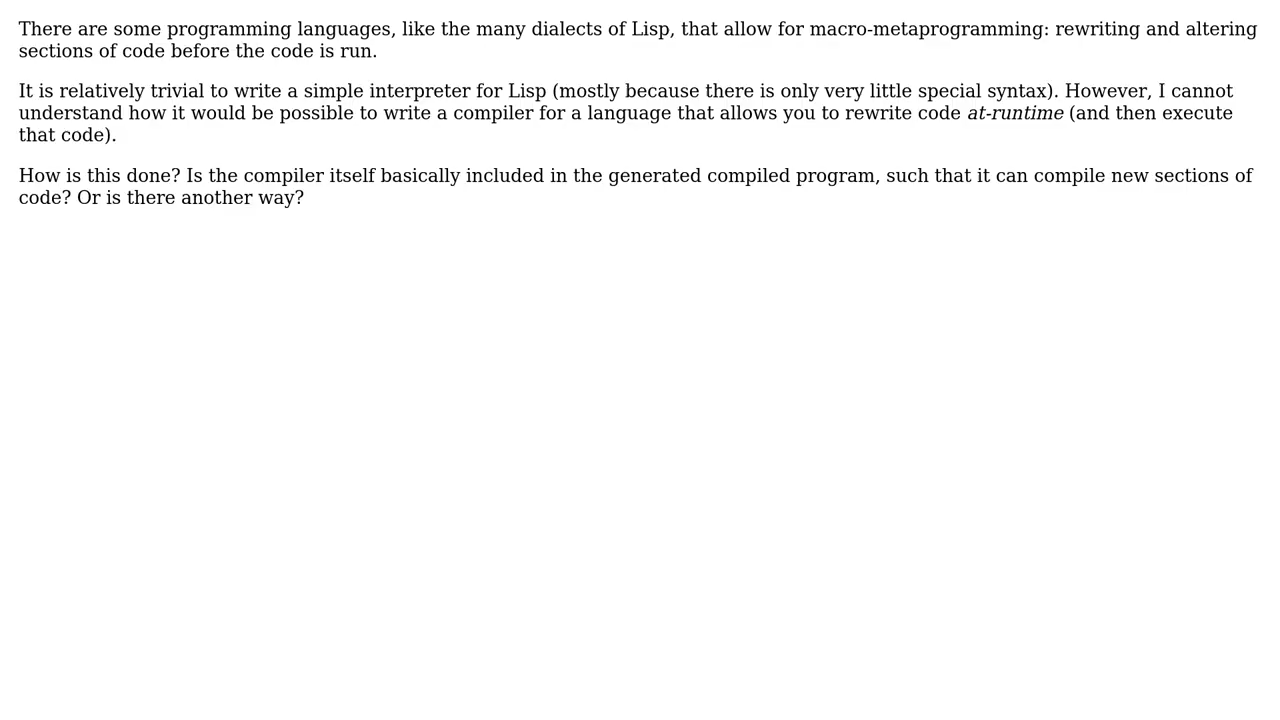 There are some programming languages, like the many dialects of Lisp, that allow for macro-metaprogramming: rewriting and altering
sections of code before the code is run.
It is relatively trivial to write a simple interpreter for Lisp (mostly because there is only very little special syntax). However, I cannot
understand how it would be possible to write a compiler for a language that allows you to rewrite code at-runtime (and then execute
that code).
How is this done? Is the compiler itself basically included in the generated compiled program, such that it can compile new sections of
code? Or is there another way?